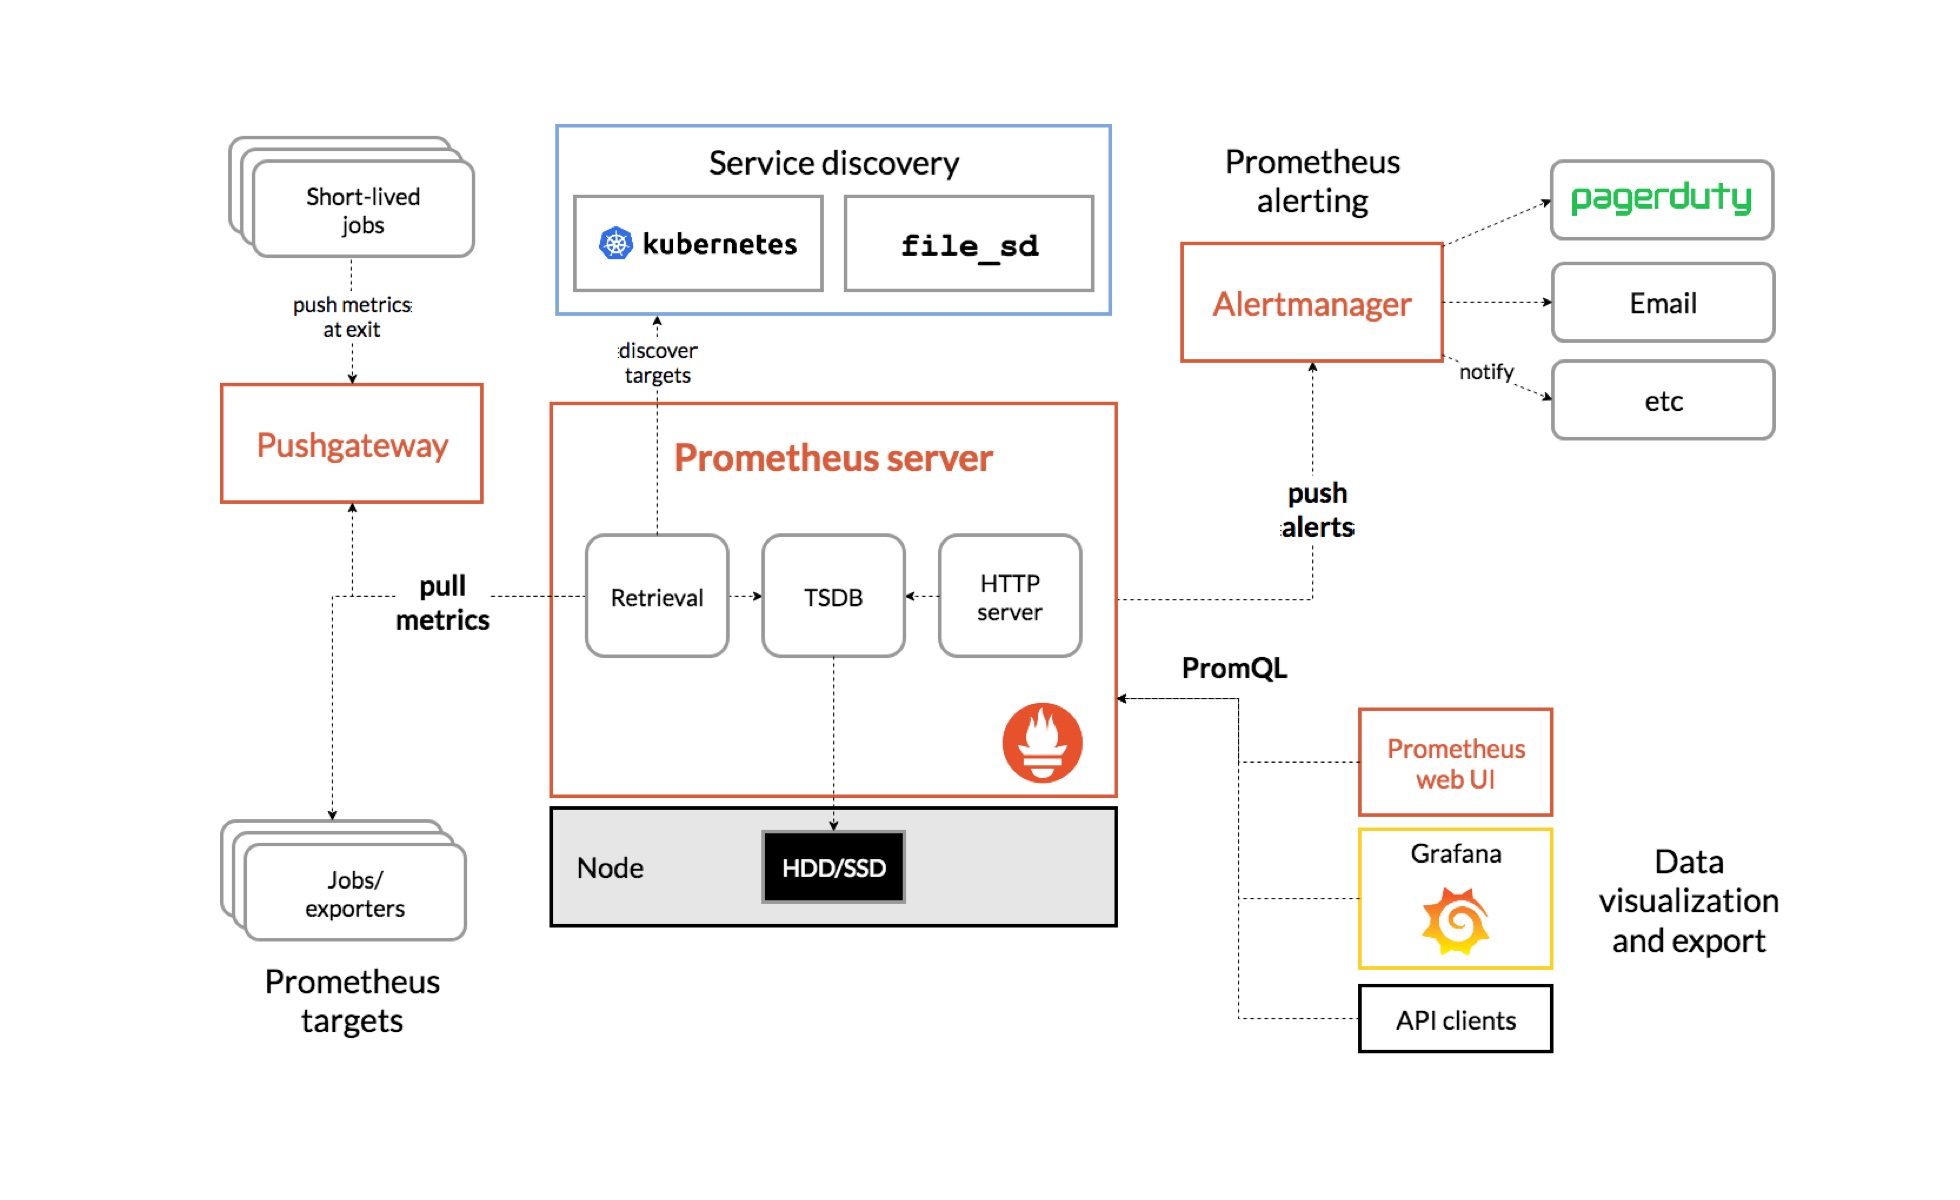 Short-lived
jobs
push metrics
at exit
Pushgateway
pull
metrics
Jobs/
exporters
Prometheus
targets
Service discovery
kubernetes
file_sd
discover
targets
Prometheus server
Retrieval
TSDB
HTTP
server
Node
HDD/SSD
Prometheus
alerting
Alertmanager
pagerduty
Email
notify
etc
push
alerts
PromQL
Prometheus
web UI
Grafana
API clients
Data
visualization
and export